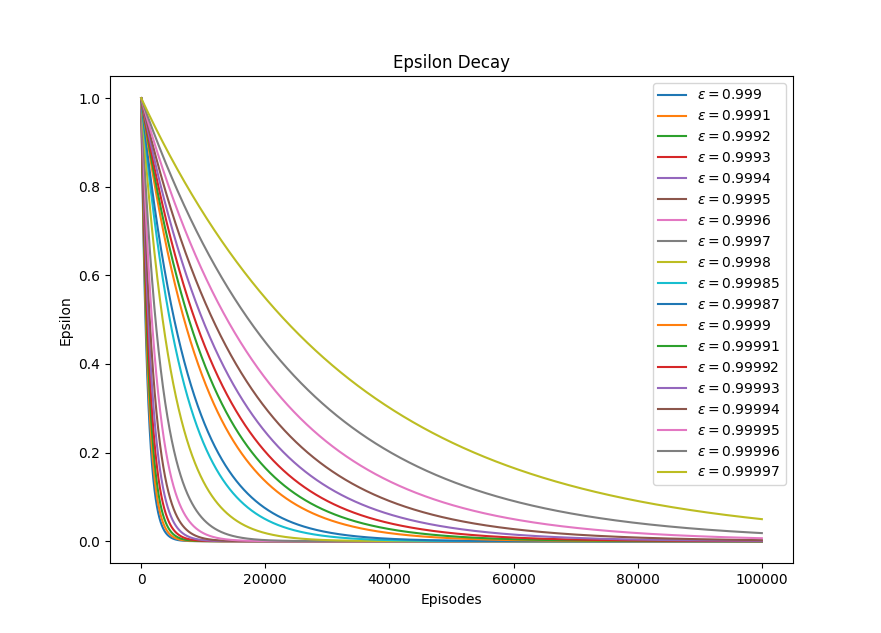 Epsilon Decay
1.0
0.8
0.6
0.4
0.2
0.0
Epsilon
0
20000
40000
60000
80000
100000
Episodes
ε = 0.999
ε = 0.9991
ε = 0.9992
ε = 0.9993
ε = 0.9994
ε = 0.9995
ε = 0.9996
ε = 0.9997
ε = 0.9998
ε = 0.99985
ε = 0.99987
ε = 0.9999
ε = 0.99991
ε = 0.99992
ε = 0.99993
ε = 0.99994
ε = 0.99995
ε = 0.99996
ε = 0.99997